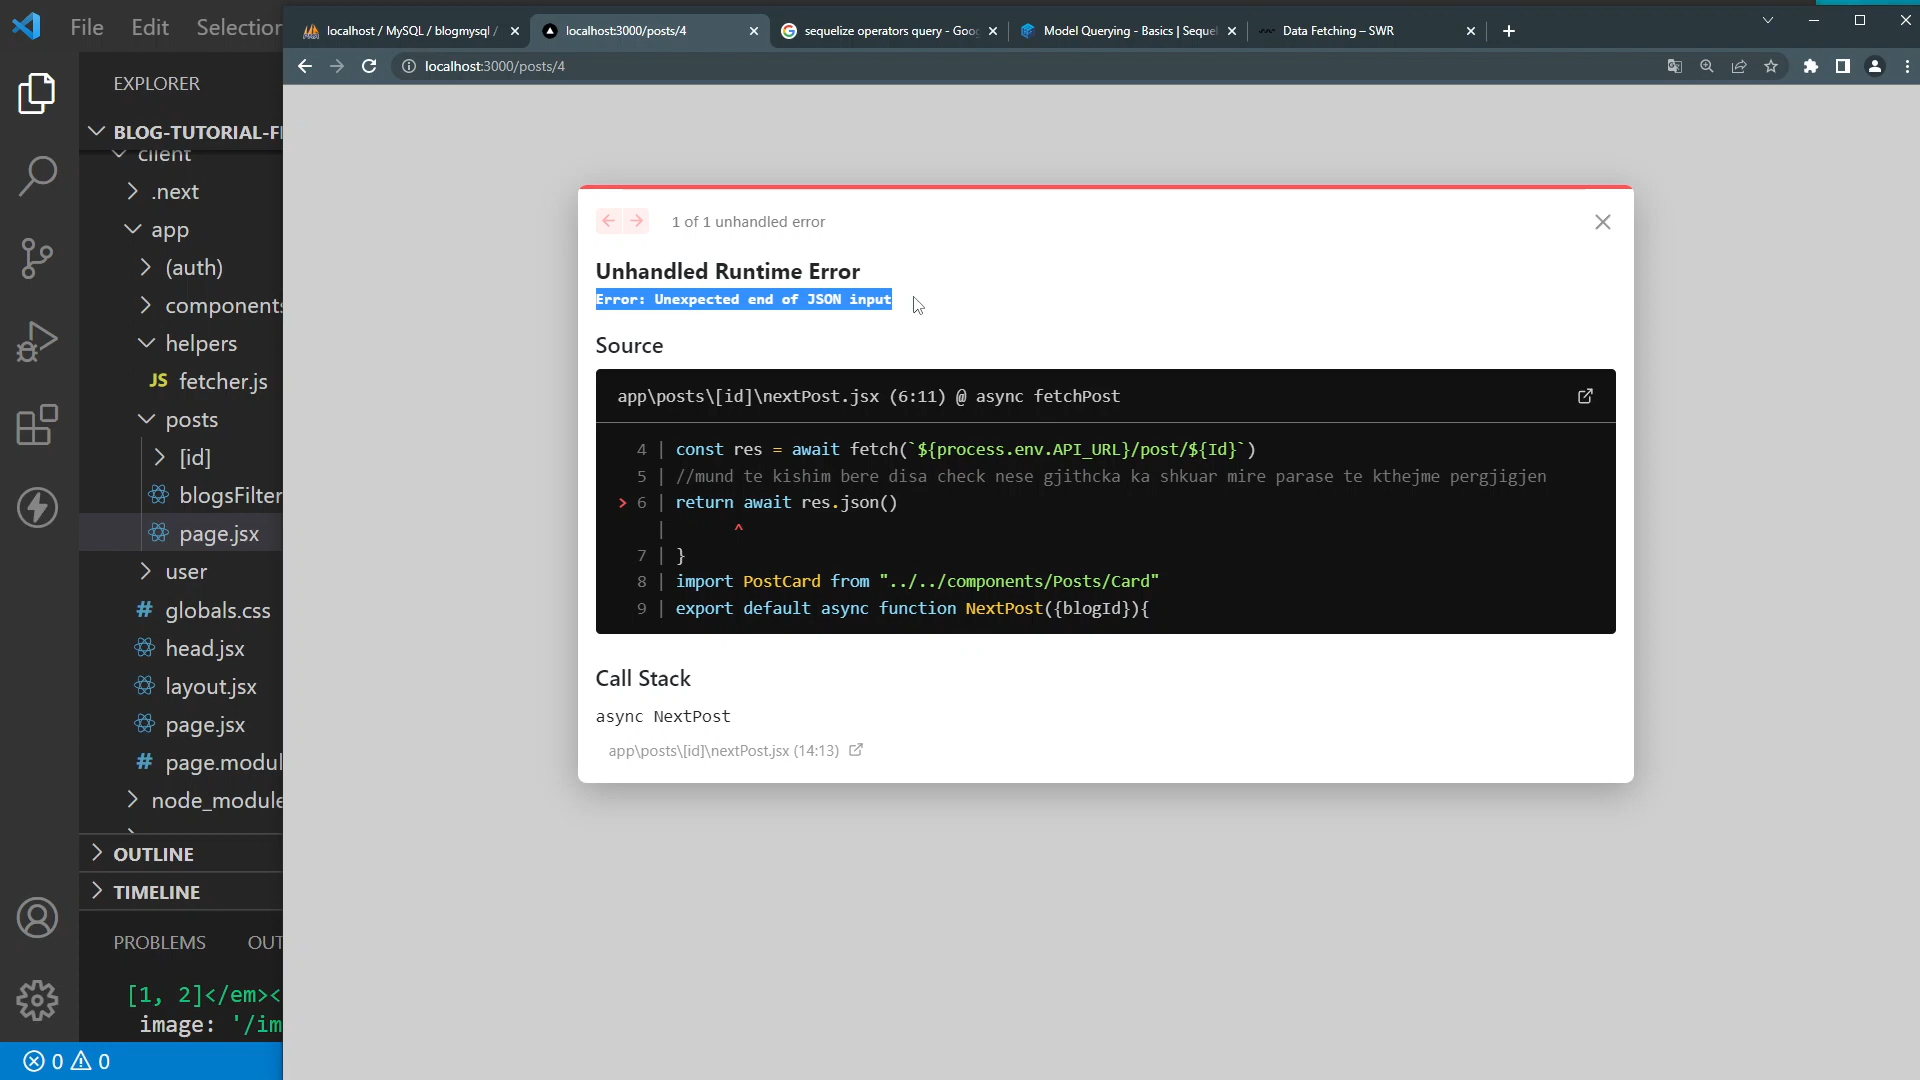 File Edit Selection
localhost / MySQL / blogmysql /
localhost:3000/posts/4
sequelize operators query - Goo
Model Querying - Basics | Sequel
Data Fetching – SWR
localhost:3000/posts/4
EXPLORER
BLOG-TUTORIAL-F
client
.next
app
(auth)
components
helpers
JS fetcher.js
posts
[id]
blogsFilter
page.jsx
user
# globals.css
head.jsx
layout.jsx
page.jsx
# page.modul
node_module
OUTLINE
TIMELINE
PROBLEMS OUT
[1, 2]</em><
image: '/im
0 0
1 of 1 unhandled error
Unhandled Runtime Error
Error: Unexpected end of JSON input
Source
app\posts\[id]\nextPost.jsx (6:11) @ async fetchPost
4 | const res = await fetch(`${process.env.API_URL}/post/${Id}`)
5 | //mund te kishim bere disa check nese gjithcka ka shkuar mire parase te kthejme pergjigjen
> 6 | return await res.json()
| ^
7 | }
8 | import PostCard from "../../components/Posts/Card"
9 | export default async function NextPost({blogId}){
Call Stack
async NextPost
app\posts\[id]\nextPost.jsx (14:13)